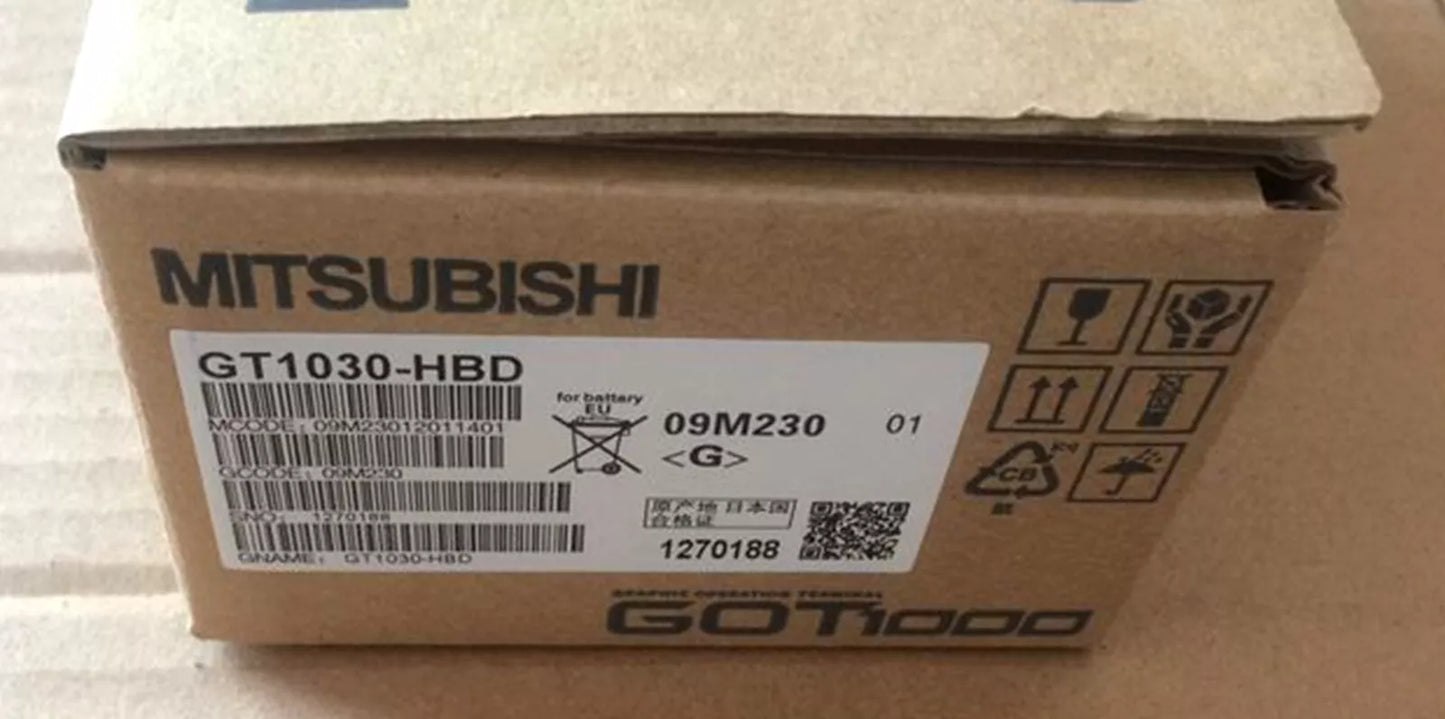 MITSUBISHI
GT1030-HBD
MCODE: 09M23012011401
GCODE: 09M230
SNO: 1270188
GNAME: GT1030-HBD
for battery
EU
09M230 01
<G>
原产地 日本国
合格证
1270188
CB
GRAPHIC OPERATION TERMINAL
GOT1000